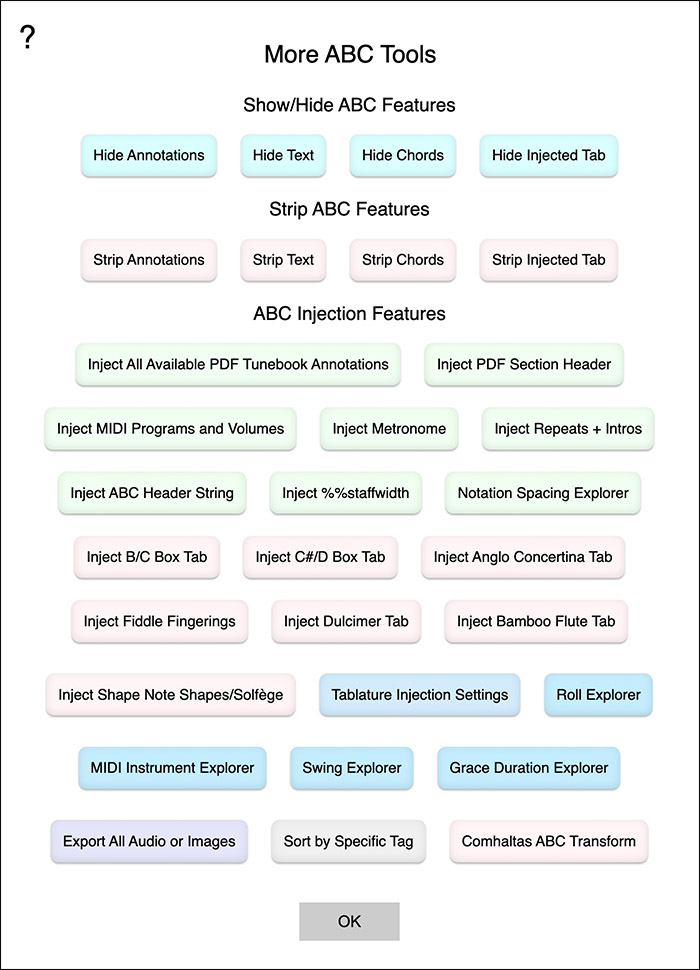 ?
More ABC Tools
Show/Hide ABC Features
Hide Annotations Hide Text Hide Chords Hide Injected Tab
Strip ABC Features
Strip Annotations Strip Text Strip Chords Strip Injected Tab
ABC Injection Features
Inject All Available PDF Tunebook Annotations Inject PDF Section Header
Inject MIDI Programs and Volumes Inject Metronome Inject Repeats + Intros
Inject ABC Header String Inject %%staffwidth Notation Spacing Explorer
Inject B/C Box Tab Inject C#/D Box Tab Inject Anglo Concertina Tab
Inject Fiddle Fingerings Inject Dulcimer Tab Inject Bamboo Flute Tab
Inject Shape Note Shapes/Solfège Tablature Injection Settings Roll Explorer
MIDI Instrument Explorer Swing Explorer Grace Duration Explorer
Export All Audio or Images Sort by Specific Tag Comhaltas ABC Transform
OK